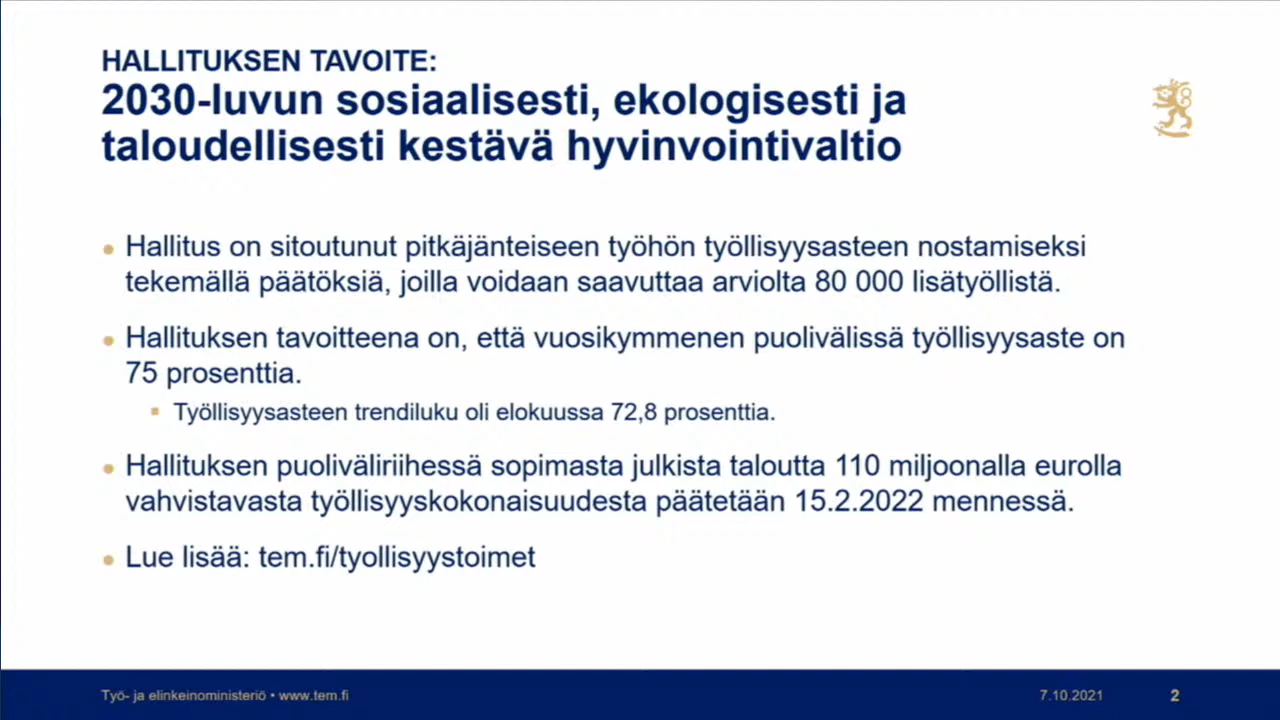 HALLITUKSEN TAVOITE:
2030-luvun sosiaalisesti, ekologisesti ja
taloudellisesti kestävä hyvinvointivaltio
• Hallitus on sitoutunut pitkäjänteiseen työhön työllisyysasteen nostamiseksi
tekemällä päätöksiä, joilla voidaan saavuttaa arviolta 80 000 lisätyöllistä.
• Hallituksen tavoitteena on, että vuosikymmenen puolivälissä työllisyysaste on
75 prosenttia.
▪ Työllisyysasteen trendiluku oli elokuussa 72,8 prosenttia.
• Hallituksen puoliväliriihessä sopimasta julkista taloutta 110 miljoonalla eurolla
vahvistavasta työllisyyskokonaisuudesta päätetään 15.2.2022 mennessä.
• Lue lisää: tem.fi/tyollisyystoimet
Työ- ja elinkeinoministeriö • www.tem.fi
7.10.2021
2